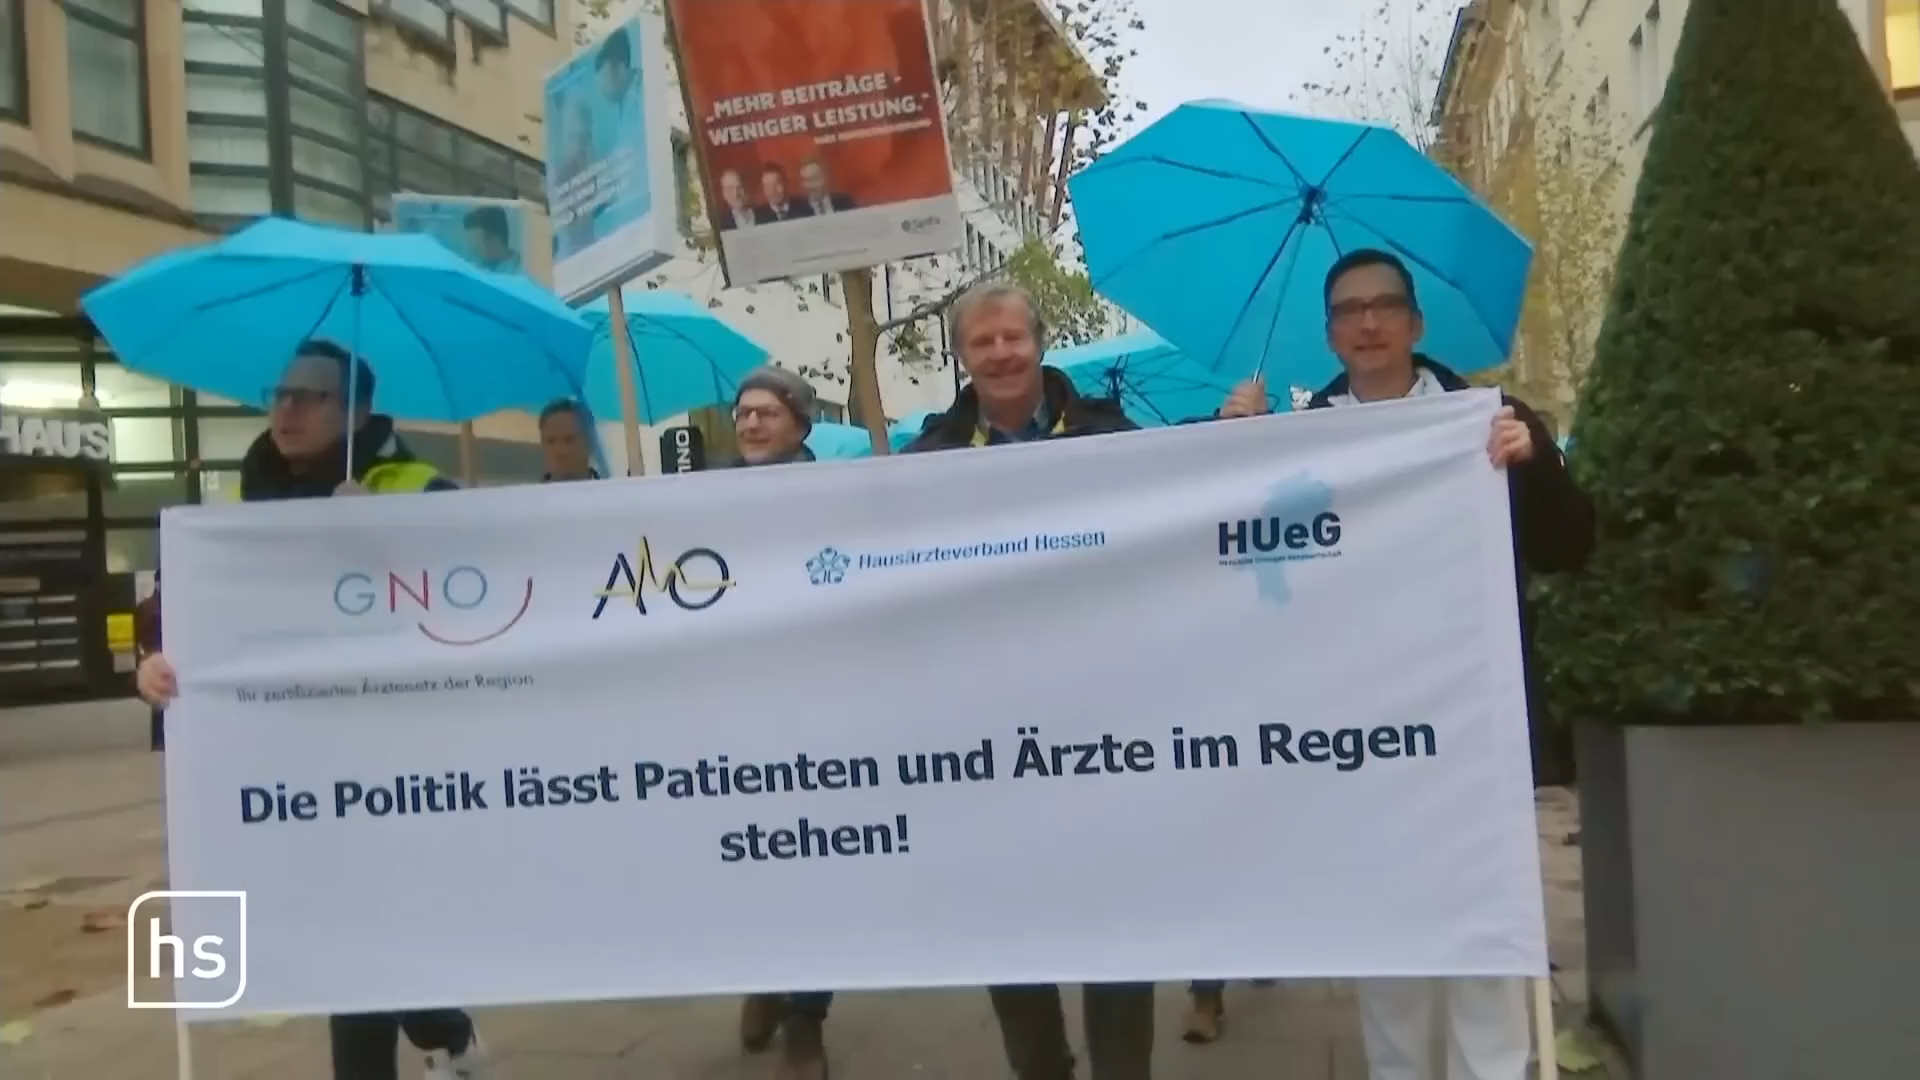 „MEHR BEITRÄGE -
WENIGER LEISTUNG."
HAUS
GNO
AMO
Hausärzteverband Hessen
HUeG
Ihr zertifiziertes Ärztenetz der Region
Die Politik lässt Patienten und Ärzte im Regen
stehen!
hs